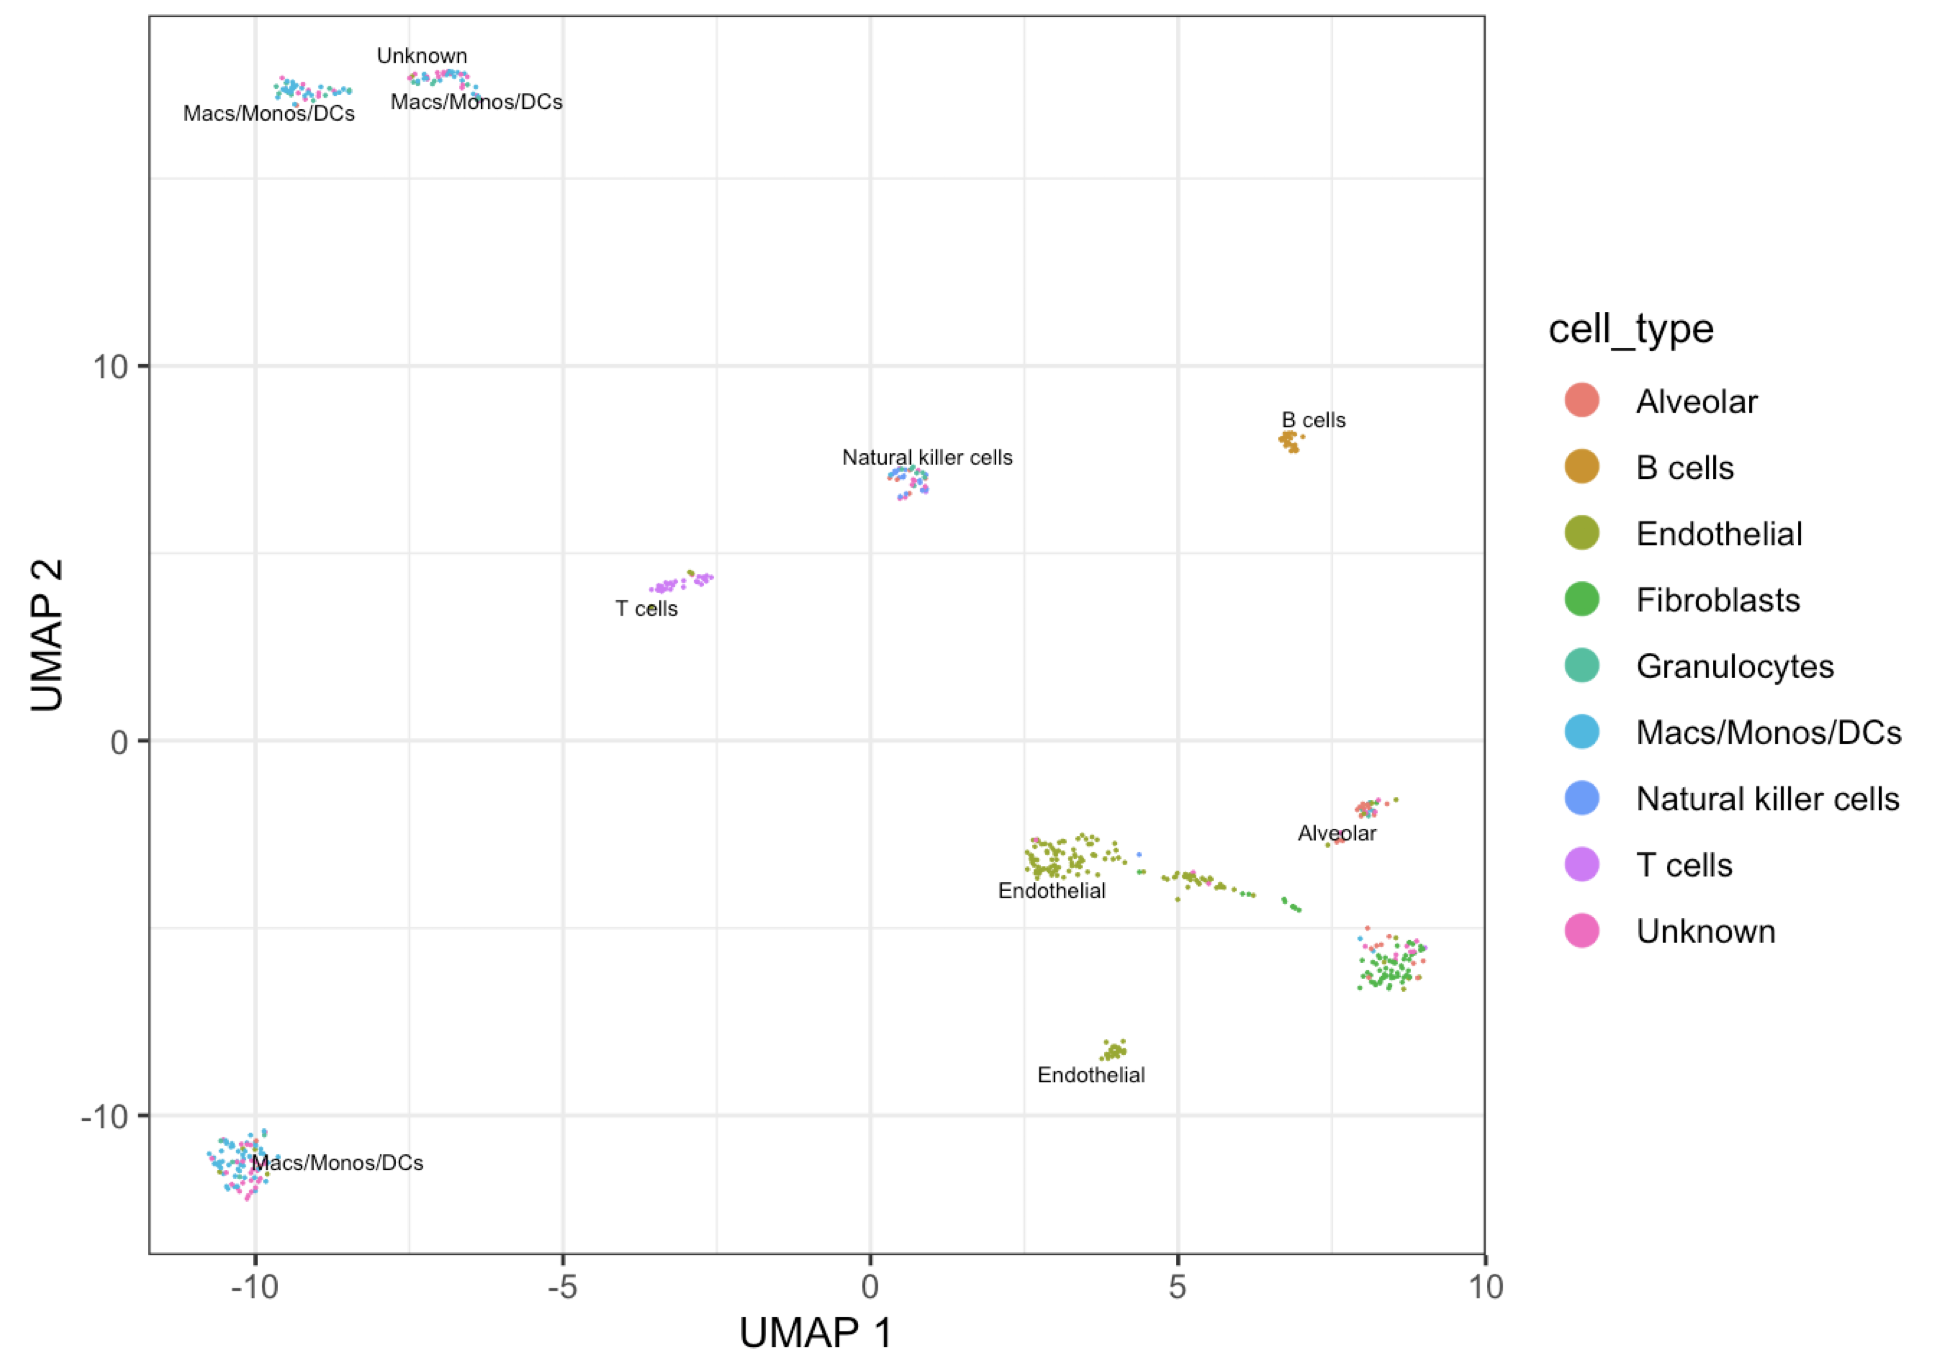 Unknown
Macs/Monos/DCs
Macs/Monos/DCs
B cells
Natural killer cells
T cells
Alveolar
Endothelial
Endothelial
Macs/Monos/DCs
10
0
-10
-10
-5
0
5
10
UMAP 1
UMAP 2
cell_type
Alveolar
B cells
Endothelial
Fibroblasts
Granulocytes
Macs/Monos/DCs
Natural killer cells
T cells
Unknown